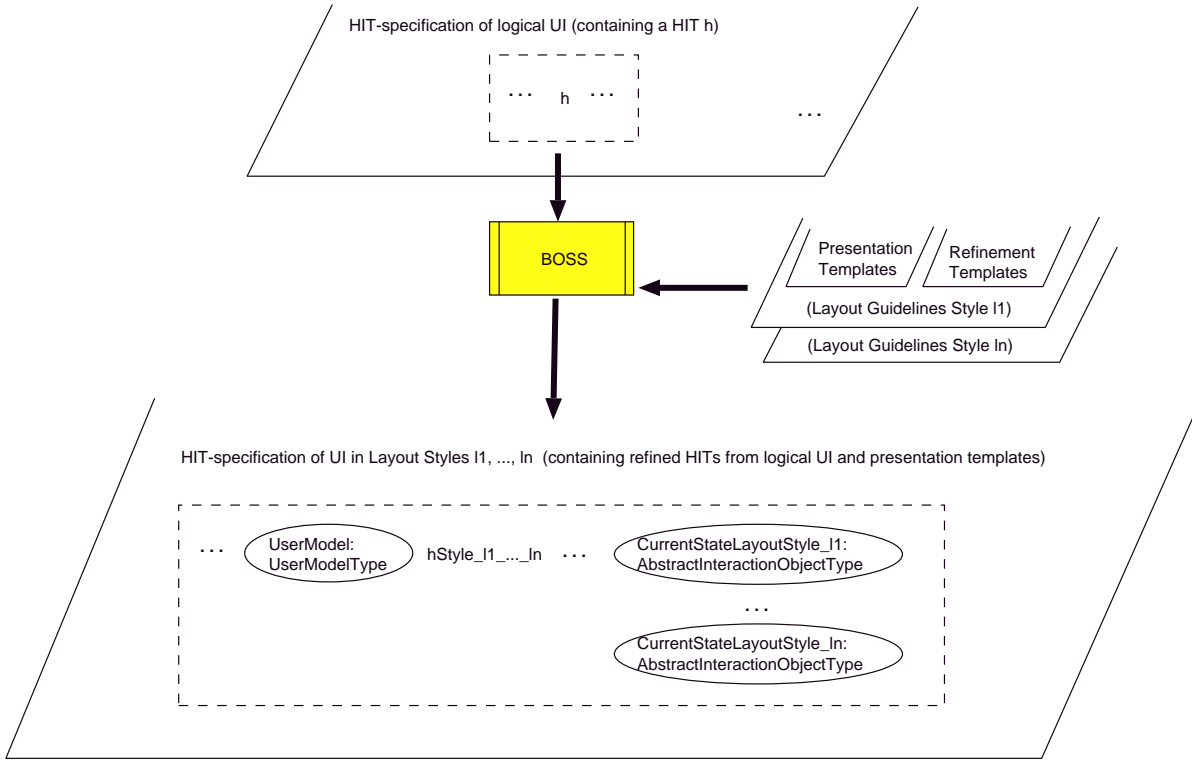 HIT-specification of logical UI (containing a HIT h)
... h ...
...
BOSS
Presentation
Templates
Refinement
Templates
(Layout Guidelines Style l1)
(Layout Guidelines Style ln)
HIT-specification of UI in Layout Styles l1, ..., ln (containing refined HITs from logical UI and presentation templates)
... UserModel:
UserModelType
hStyle_l1_..._ln ...
CurrentStateLayoutStyle_l1:
AbstractInteractionObjectType
...
CurrentStateLayoutStyle_ln:
AbstractInteractionObjectType